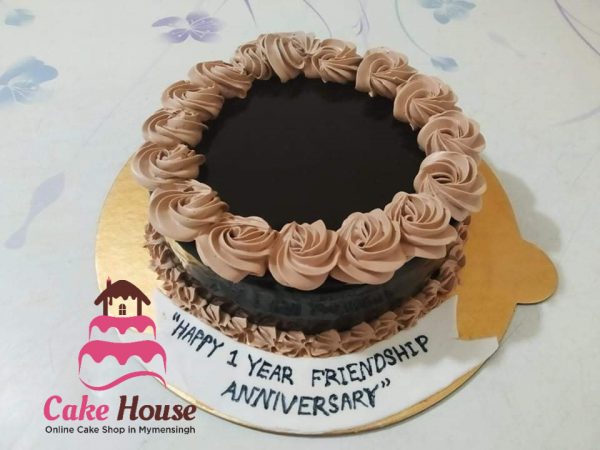 "HAPPY 1 YEAR FRIENDSHIP
ANNIVERSARY"
Cake House
Online Cake Shop in Mymensingh